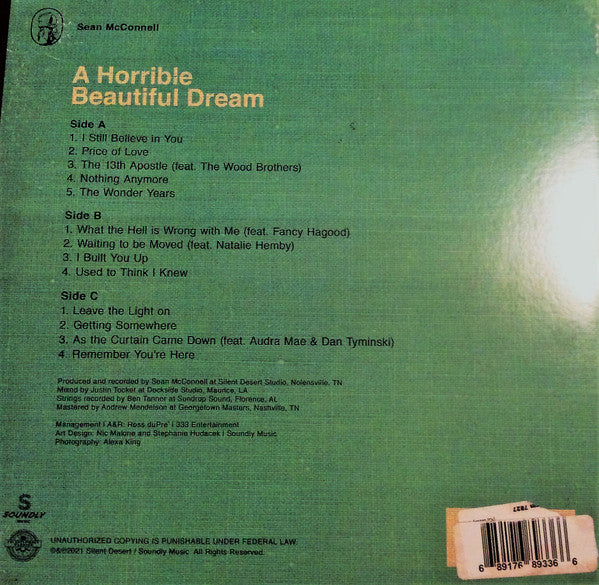 Sean McConnell
A Horrible
Beautiful Dream
Side A
1. I Still Believe in You
2. Price of Love
3. The 13th Apostle (feat. The Wood Brothers)
4. Nothing Anymore
5. The Wonder Years
Side B
1. What the Hell is Wrong with Me (feat. Fancy Hagood)
2. Waiting to be Moved (feat. Natalie Hemby)
3. I Built You Up
4. Used to Think I Knew
Side C
1. Leave the Light on
2. Getting Somewhere
3. As the Curtain Came Down (feat. Audra Mae & Dan Tyminski)
4. Remember You're Here
Produced and recorded by Sean McConnell at Silent Desert Studio, Nolensville, TN
Mixed by Justin Tocket at Dockside Studio, Maurice, LA
Strings recorded by Ben Tanner at Sundrop Sound, Florence, AL
Mastered by Andrew Mendelson at Georgetown Masters, Nashville, TN
Management | A&R: Ross duPre' | 333 Entertainment
Art Design: Nic Malone and Stephanie Hudacek | Soundly Music
Photography: Alexa King
S
SOUNDLY
MUSIC
UNAUTHORIZED COPYING IS PUNISHABLE UNDER FEDERAL LAW.
©&℗2021 Silent Desert / Soundly Music All Rights Reserved.
7827
6 89176 89336 6